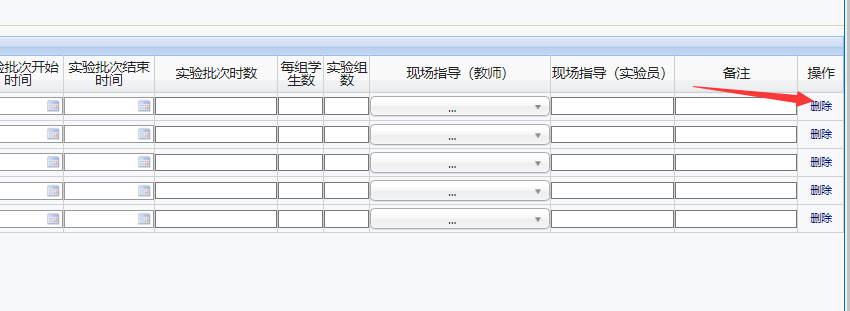 验批次开始
时间
实验批次结束
时间
实验批次时数
每组学
生数
实验组
数
现场指导（教师）
现场指导（实验员）
备注
操作
... 删除
... 删除
... 删除
... 删除
... 删除